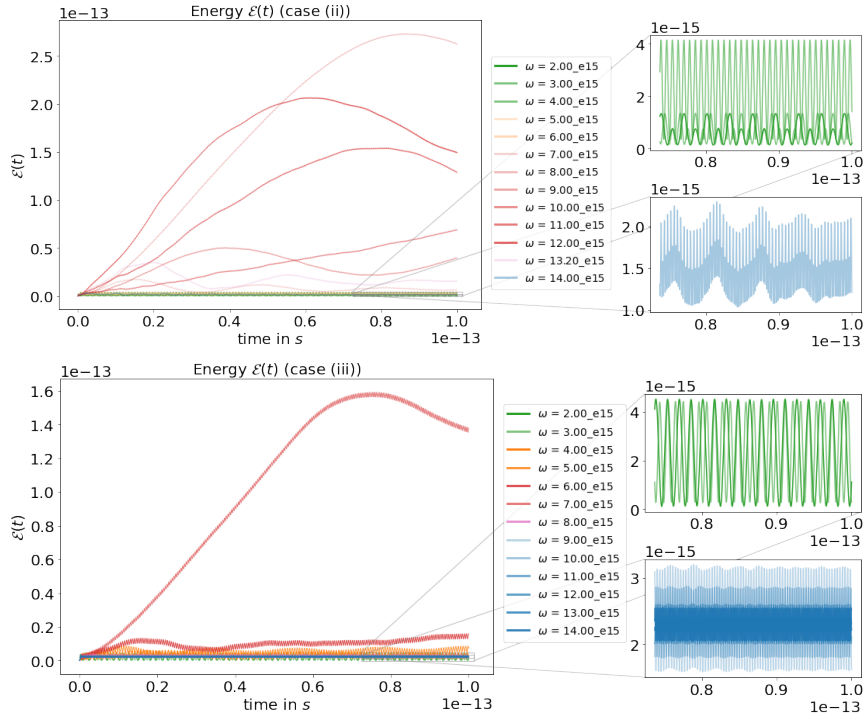 Energy ℰ(t) (case (ii))
1e−13
2.5
2.0
1.5
1.0
0.5
0.0
ℰ(t)
0.0 0.2 0.4 0.6 0.8 1.0
time in s
1e−13
ω = 2.00_e15
ω = 3.00_e15
ω = 4.00_e15
ω = 5.00_e15
ω = 6.00_e15
ω = 7.00_e15
ω = 8.00_e15
ω = 9.00_e15
ω = 10.00_e15
ω = 11.00_e15
ω = 12.00_e15
ω = 13.20_e15
ω = 14.00_e15
1e−15
4
2
0
0.8 0.9 1.0
1e−13
1e−15
2.0
1.5
1.0
0.8 0.9 1.0
1e−13
Energy ℰ(t) (case (iii))
1e−13
1.6
1.4
1.2
1.0
0.8
0.6
0.4
0.2
0.0
ℰ(t)
0.0 0.2 0.4 0.6 0.8 1.0
time in s
1e−13
ω = 2.00_e15
ω = 3.00_e15
ω = 4.00_e15
ω = 5.00_e15
ω = 6.00_e15
ω = 7.00_e15
ω = 8.00_e15
ω = 9.00_e15
ω = 10.00_e15
ω = 11.00_e15
ω = 12.00_e15
ω = 13.00_e15
ω = 14.00_e15
1e−15
4
2
0
0.8 0.9 1.0
1e−13
1e−15
3
2
0.8 0.9 1.0
1e−13